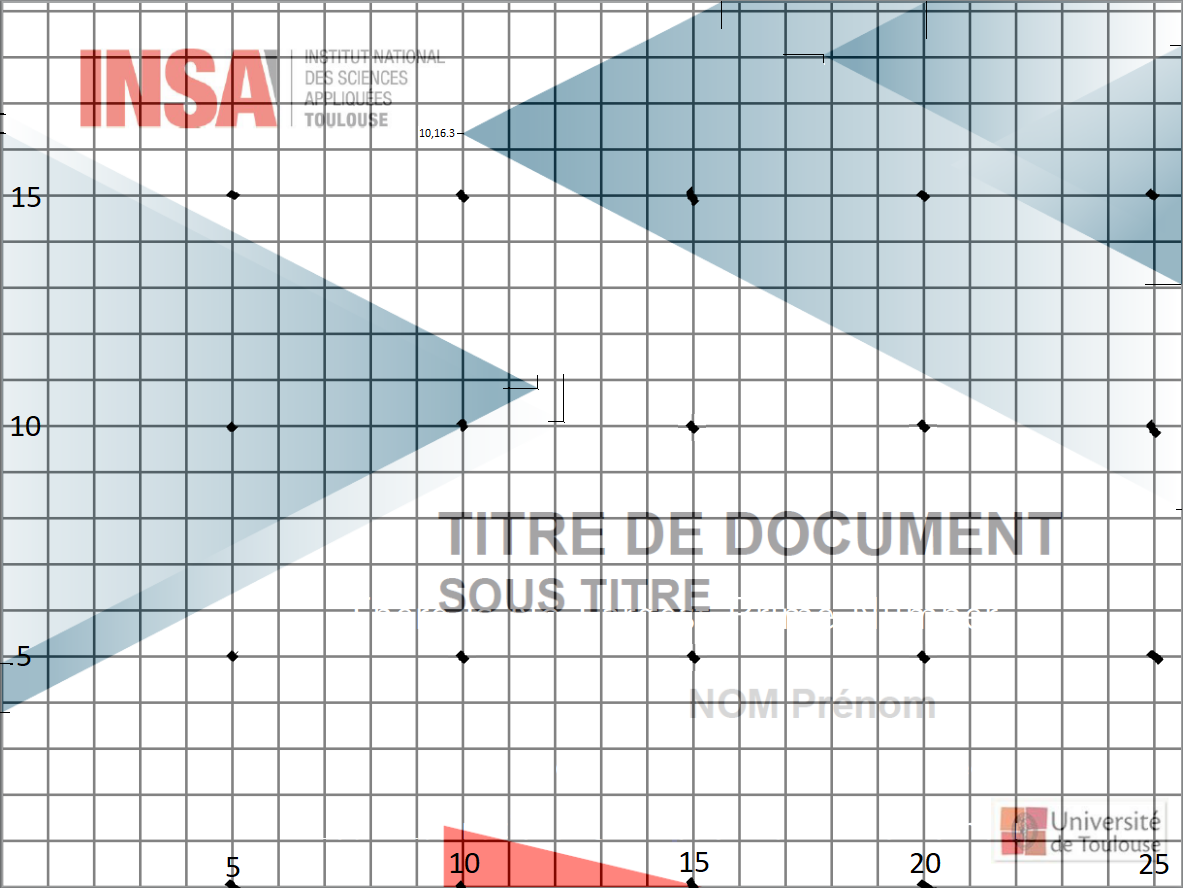 INSA
INSTITUT NATIONAL
DES SCIENCES
APPLIQUÉES
TOULOUSE
10,16.3
15
10
TITRE DE DOCUMENT
SOUS TITRE
5
NOM Prénom
Université
de Toulouse
5
10
15
20
25